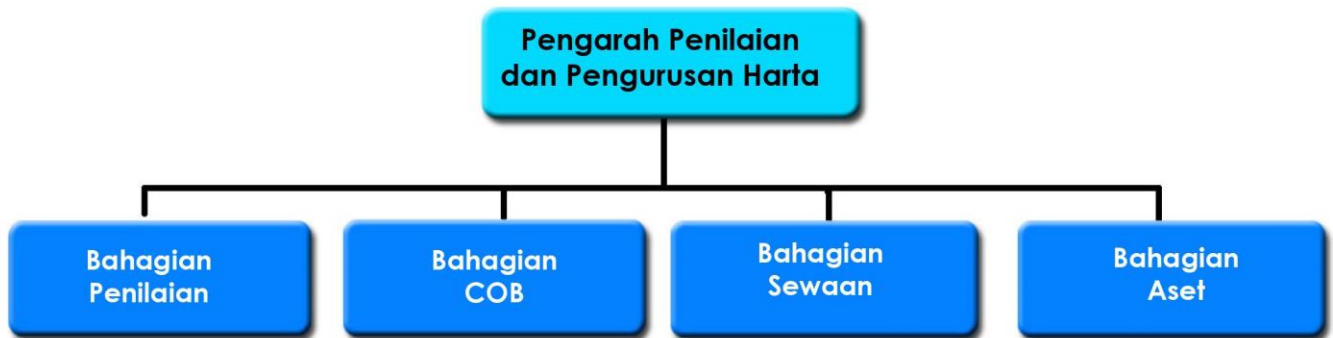 Pengarah Penilaian
dan Pengurusan Harta
Bahagian
Penilaian
Bahagian
COB
Bahagian
Sewaan
Bahagian
Aset